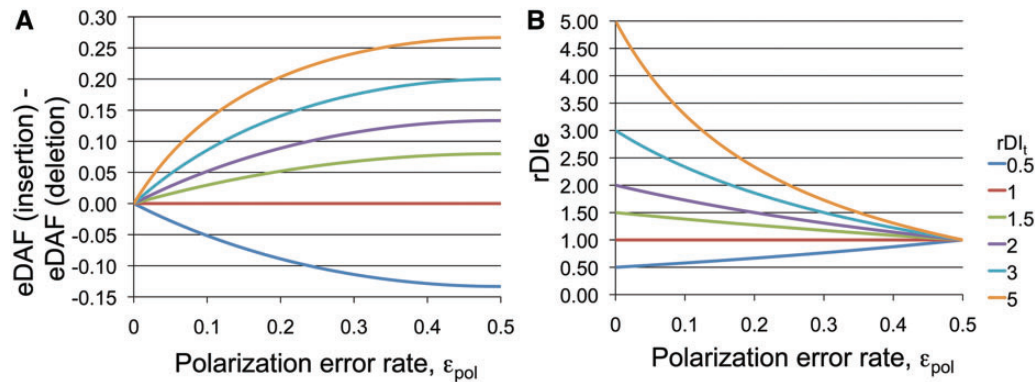 A
eDAF (insertion) -
eDAF (deletion)
0.30
0.25
0.20
0.15
0.10
0.05
0.00
-0.05
-0.10
-0.15
0 0.1 0.2 0.3 0.4 0.5
Polarization error rate, εpol
B
rDIe
5.00
4.50
3.50
3.00
2.50
2.00
1.50
1.00
0.50
0.00
0 0.1 0.2 0.3 0.4 0.5
Polarization error rate, εpol
rDIt
0.5
1
1.5
2
3
5